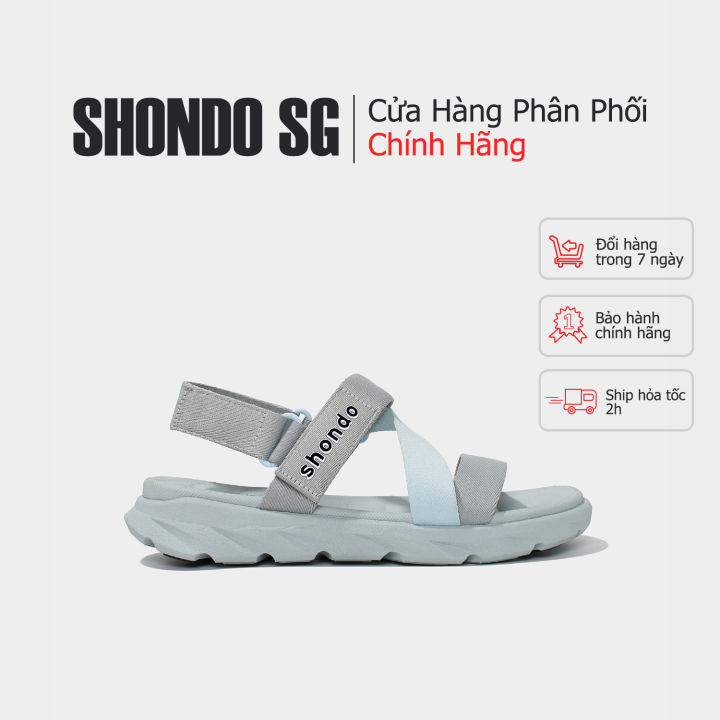 SHONDO SG
Cửa Hàng Phân Phối
Chính Hãng
Đổi hàng
trong 7 ngày
1
Bảo hành
chính hãng
Ship hỏa tốc
2h
shondo